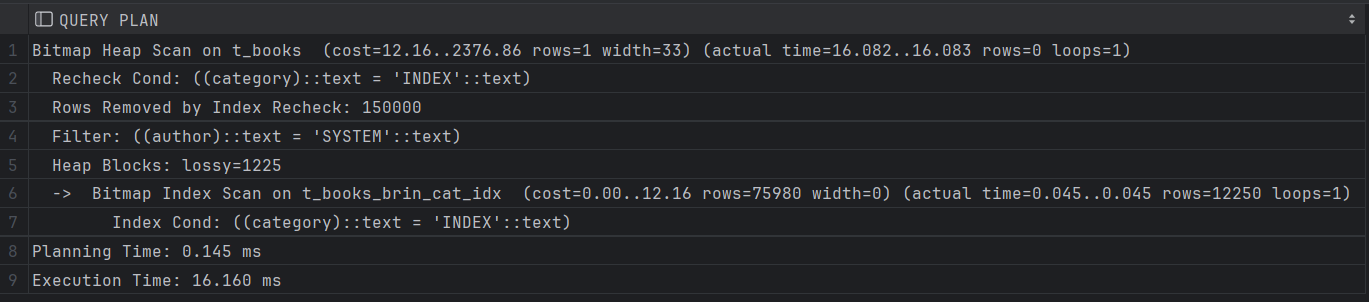 QUERY PLAN
1 Bitmap Heap Scan on t_books  (cost=12.16..2376.86 rows=1 width=33) (actual time=16.082..16.083 rows=0 loops=1)
2   Recheck Cond: ((category)::text = 'INDEX'::text)
3   Rows Removed by Index Recheck: 150000
4   Filter: ((author)::text = 'SYSTEM'::text)
5   Heap Blocks: lossy=1225
6   ->  Bitmap Index Scan on t_books_brin_cat_idx  (cost=0.00..12.16 rows=75980 width=0) (actual time=0.045..0.045 rows=12250 loops=1)
7         Index Cond: ((category)::text = 'INDEX'::text)
8 Planning Time: 0.145 ms
9 Execution Time: 16.160 ms